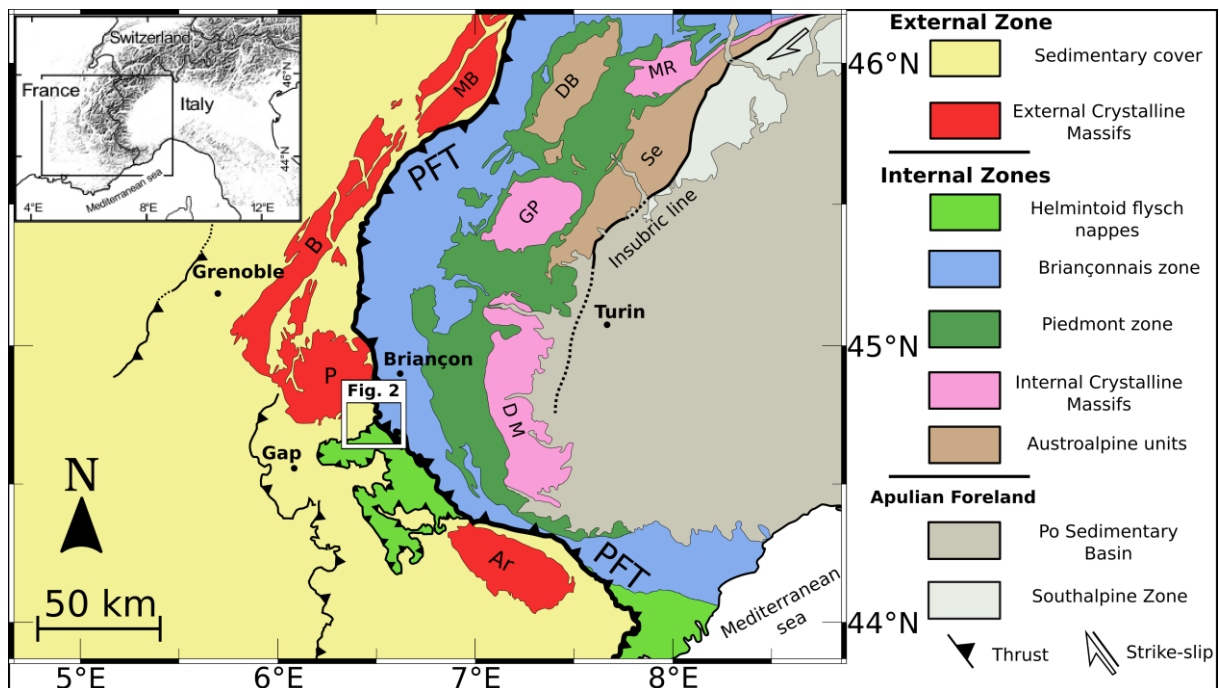 Switzerland
France
Italy
Mediterranean sea
46°N
44°N
4°E
8°E
12°E
MB
DB
MR
PFT
Se
GP
B
Insubric line
Grenoble
Turin
Briançon
P
Fig. 2
D M
Gap
N
Ar
PFT
50 km
Mediterranean
sea
46°N
45°N
44°N
5°E
6°E
7°E
8°E
External Zone
Sedimentary cover
External Crystalline
Massifs
Internal Zones
Helmintoid flysch
nappes
Briançonnais zone
Piedmont zone
Internal Crystalline
Massifs
Austroalpine units
Apulian Foreland
Po Sedimentary
Basin
Southalpine Zone
Thrust
Strike-slip